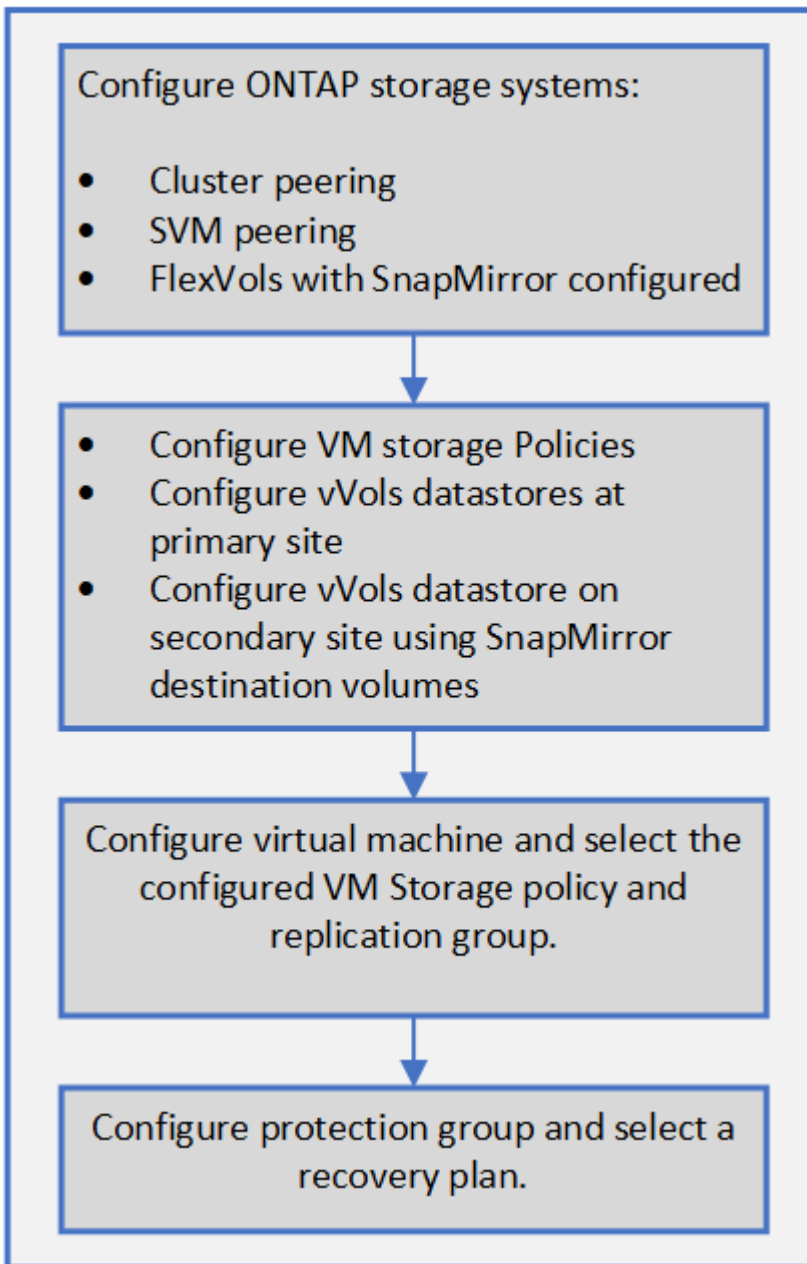 Configure ONTAP storage systems:
• Cluster peering
• SVM peering
• FlexVols with SnapMirror configured
• Configure VM storage Policies
• Configure vVols datastores at
primary site
• Configure vVols datastore on
secondary site using SnapMirror
destination volumes
Configure virtual machine and select the
configured VM Storage policy and
replication group.
Configure protection group and select a
recovery plan.